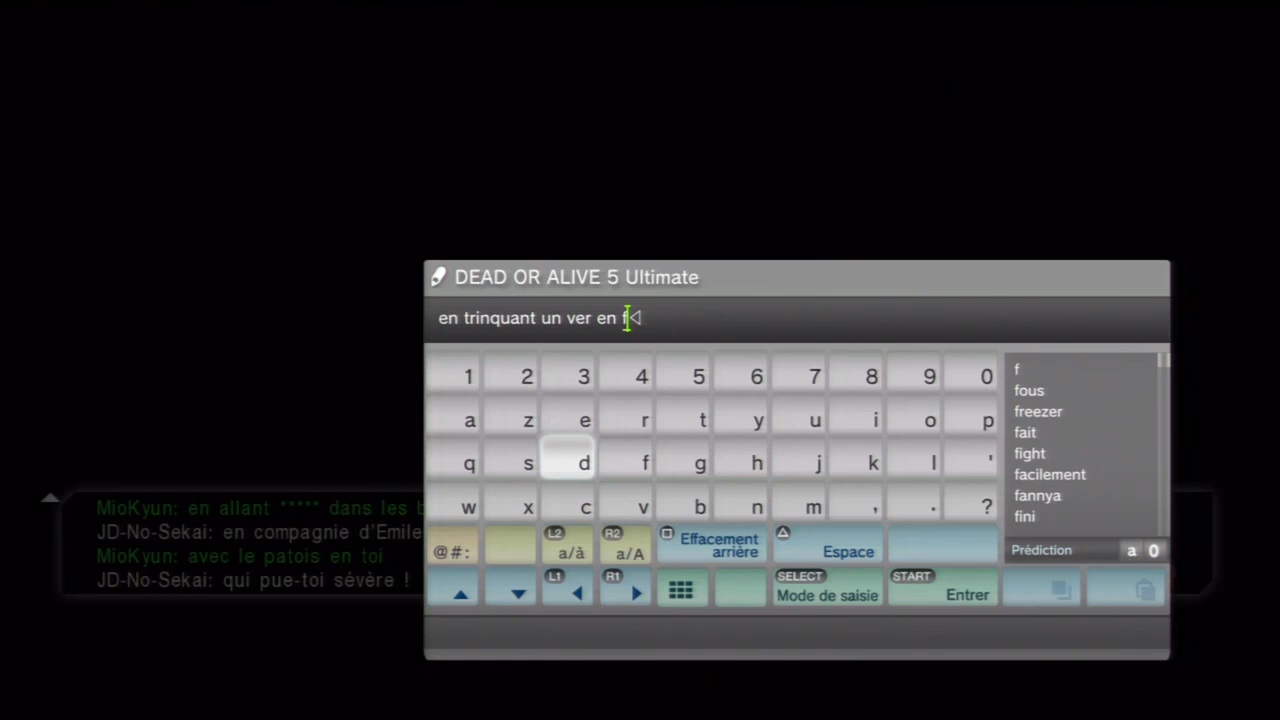 DEAD OR ALIVE 5 Ultimate
en trinquant un ver en f
1 2 3 4 5 6 7 8 9 0
a z e r t y u i o p
q s d f g h j k l '
w x c v b n m , . ?
@#: L2 a/à R2 a/A Effacement arrière Espace
L1 R1 SELECT Mode de saisie START Entrer
f
fous
freezer
fait
fight
facilement
fannya
fini
Prédiction a 0
MioKyun: en allant ***** dans les b
JD-No-Sekai: en compagnie d'Emile
MioKyun: avec le patois en toi
JD-No-Sekai: qui pue-toi sévère !